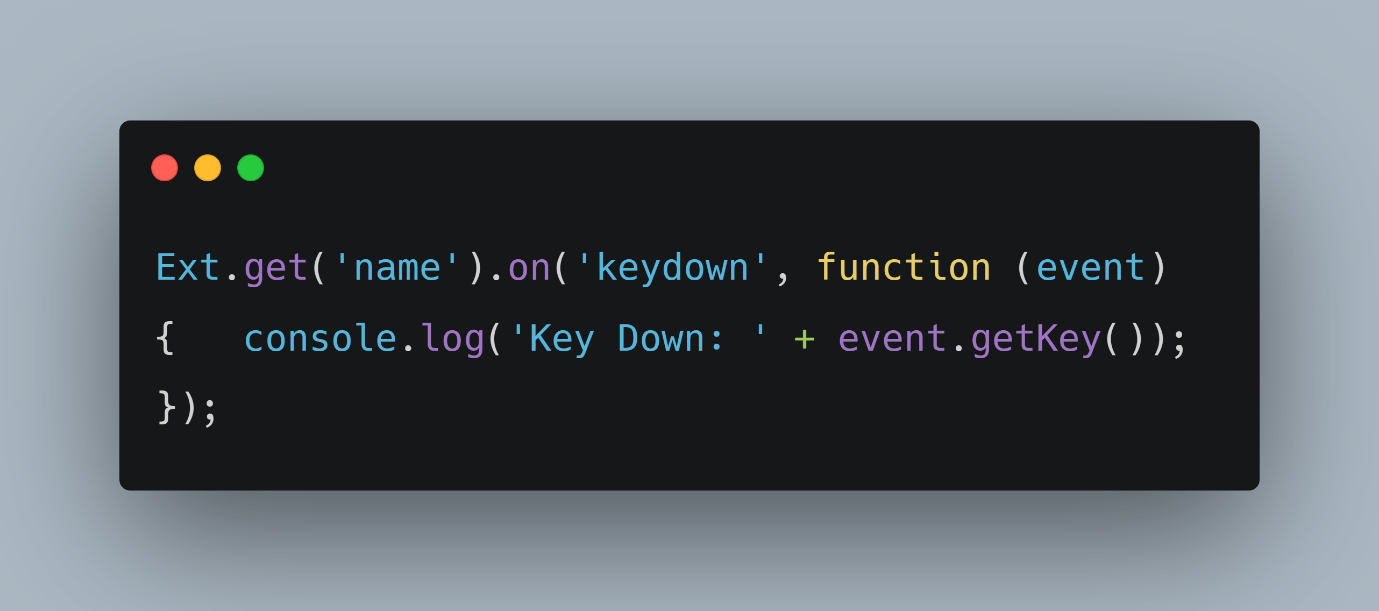 Ext.get('name').on('keydown', function (event)
{   console.log('Key Down: ' + event.getKey());
});